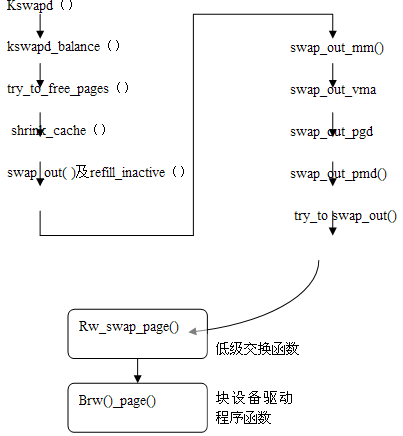 Kswapd（）
kswapd_balance（）
try_to_free_pages（）
shrink_cache（）
swap_out( )及refill_inactive（）
swap_out_mm()
swap_out_vma
swap_out_pgd
swap_out_pmd()
try_to swap_out()
Rw_swap_page()
低级交换函数
Brw()_page()
块设备驱动
程序函数